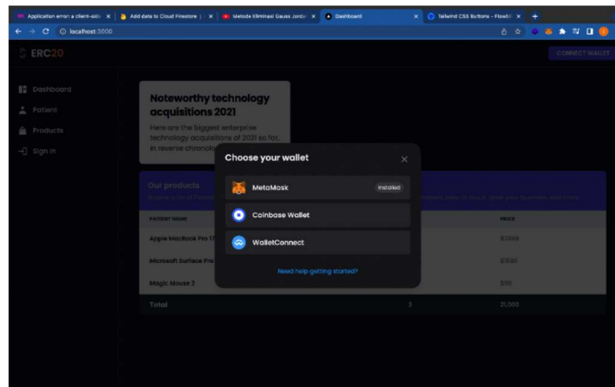 Application error: a client-side
Add data to Cloud Firestore |
Metode Eliminasi Gauss Jordan
Dashboard
Tailwind CSS Buttons - Flowbit
localhost:3000
ERC20
CONNECT WALLET
Dashboard
Patient
Products
Sign In
Noteworthy technology
acquisitions 2021
Here are the biggest enterprise
technology acquisitions of 2021 so far,
in reverse chronolo
Choose your wallet
MetaMask
Installed
Coinbase Wallet
WalletConnect
Need help getting started?
Our products
PATIENT NAME
PRICE
Apple MacBook Pro 17
$2999
Microsoft Surface Pro
$1999
Magic Mouse 2
$99
Total
3
21,000